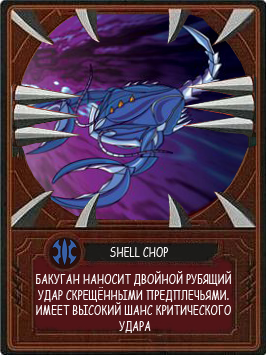 SHELL CHOP
БАКУГАН НАНОСИТ ДВОЙНОЙ РУБЯЩИЙ
УДАР СКРЕЩЁННЫМИ ПРЕДПЛЕЧЬЯМИ.
ИМЕЕТ ВЫСОКИЙ ШАНС КРИТИЧЕСКОГО
УДАРА